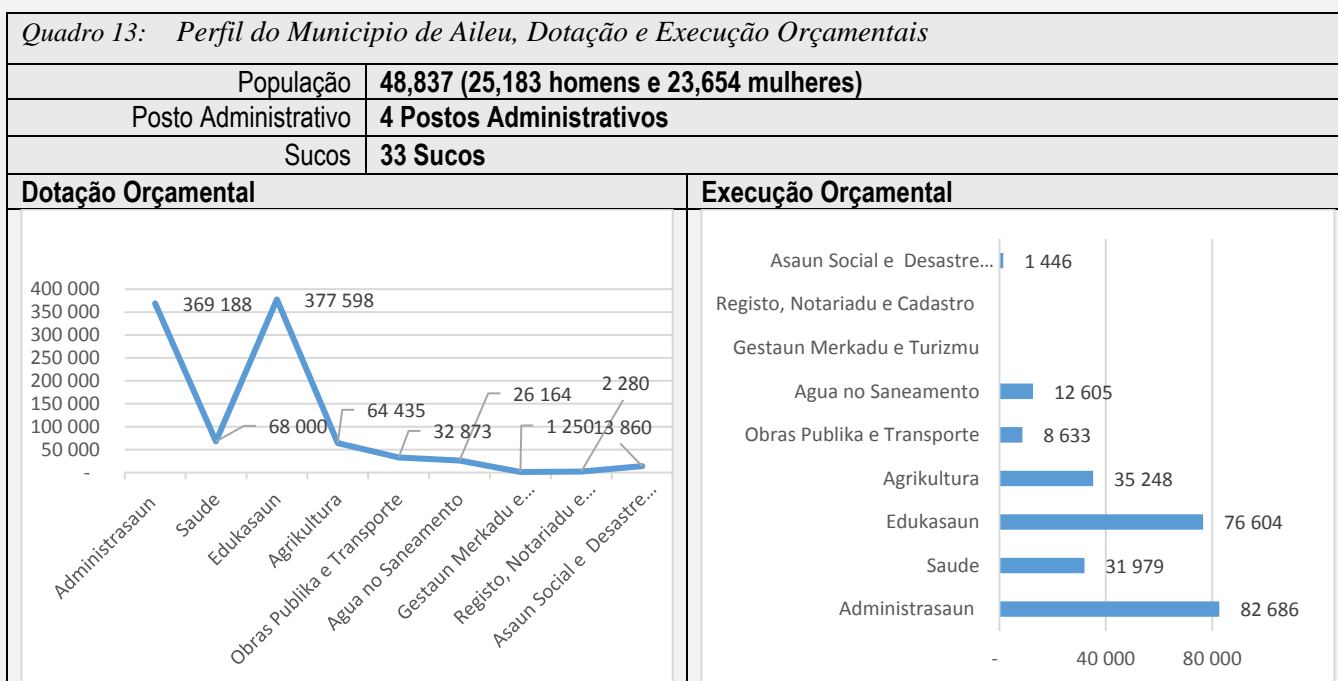 Quadro 13: Perfil do Municipio de Aileu, Dotação e Execução Orçamentais
População 48,837 (25,183 homens e 23,654 mulheres)
Posto Administrativo 4 Postos Administrativos
Sucos 33 Sucos
Dotação Orçamental
400 000
350 000
300 000
250 000
200 000
150 000
100 000
50 000
-
369 188
68 000
377 598
64 435
32 873
26 164
1 250
2 280
13 860
Administrasaun
Saude
Edukasaun
Agrikultura
Obras Publika e Transporte
Agua no Saneamento
Gestaun Merkadu e...
Registo, Notariadu e...
Asaun Social e Desastre...
Execução Orçamental
Asaun Social e Desastre... 1 446
Registo, Notariadu e Cadastro
Gestaun Merkadu e Turizmu
Agua no Saneamento 12 605
Obras Publika e Transporte 8 633
Agrikultura 35 248
Edukasaun 76 604
Saude 31 979
Administrasaun 82 686
- 40 000 80 000